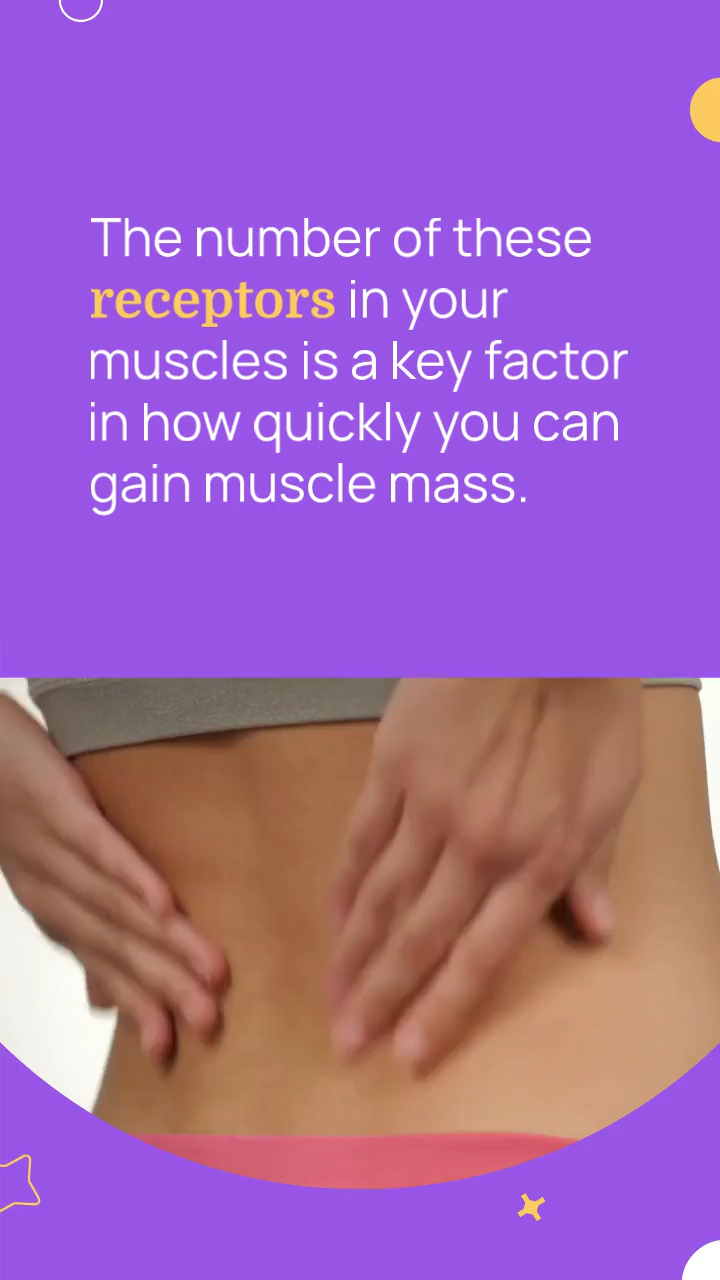 The number of these
receptors in your
muscles is a key factor
in how quickly you can
gain muscle mass.